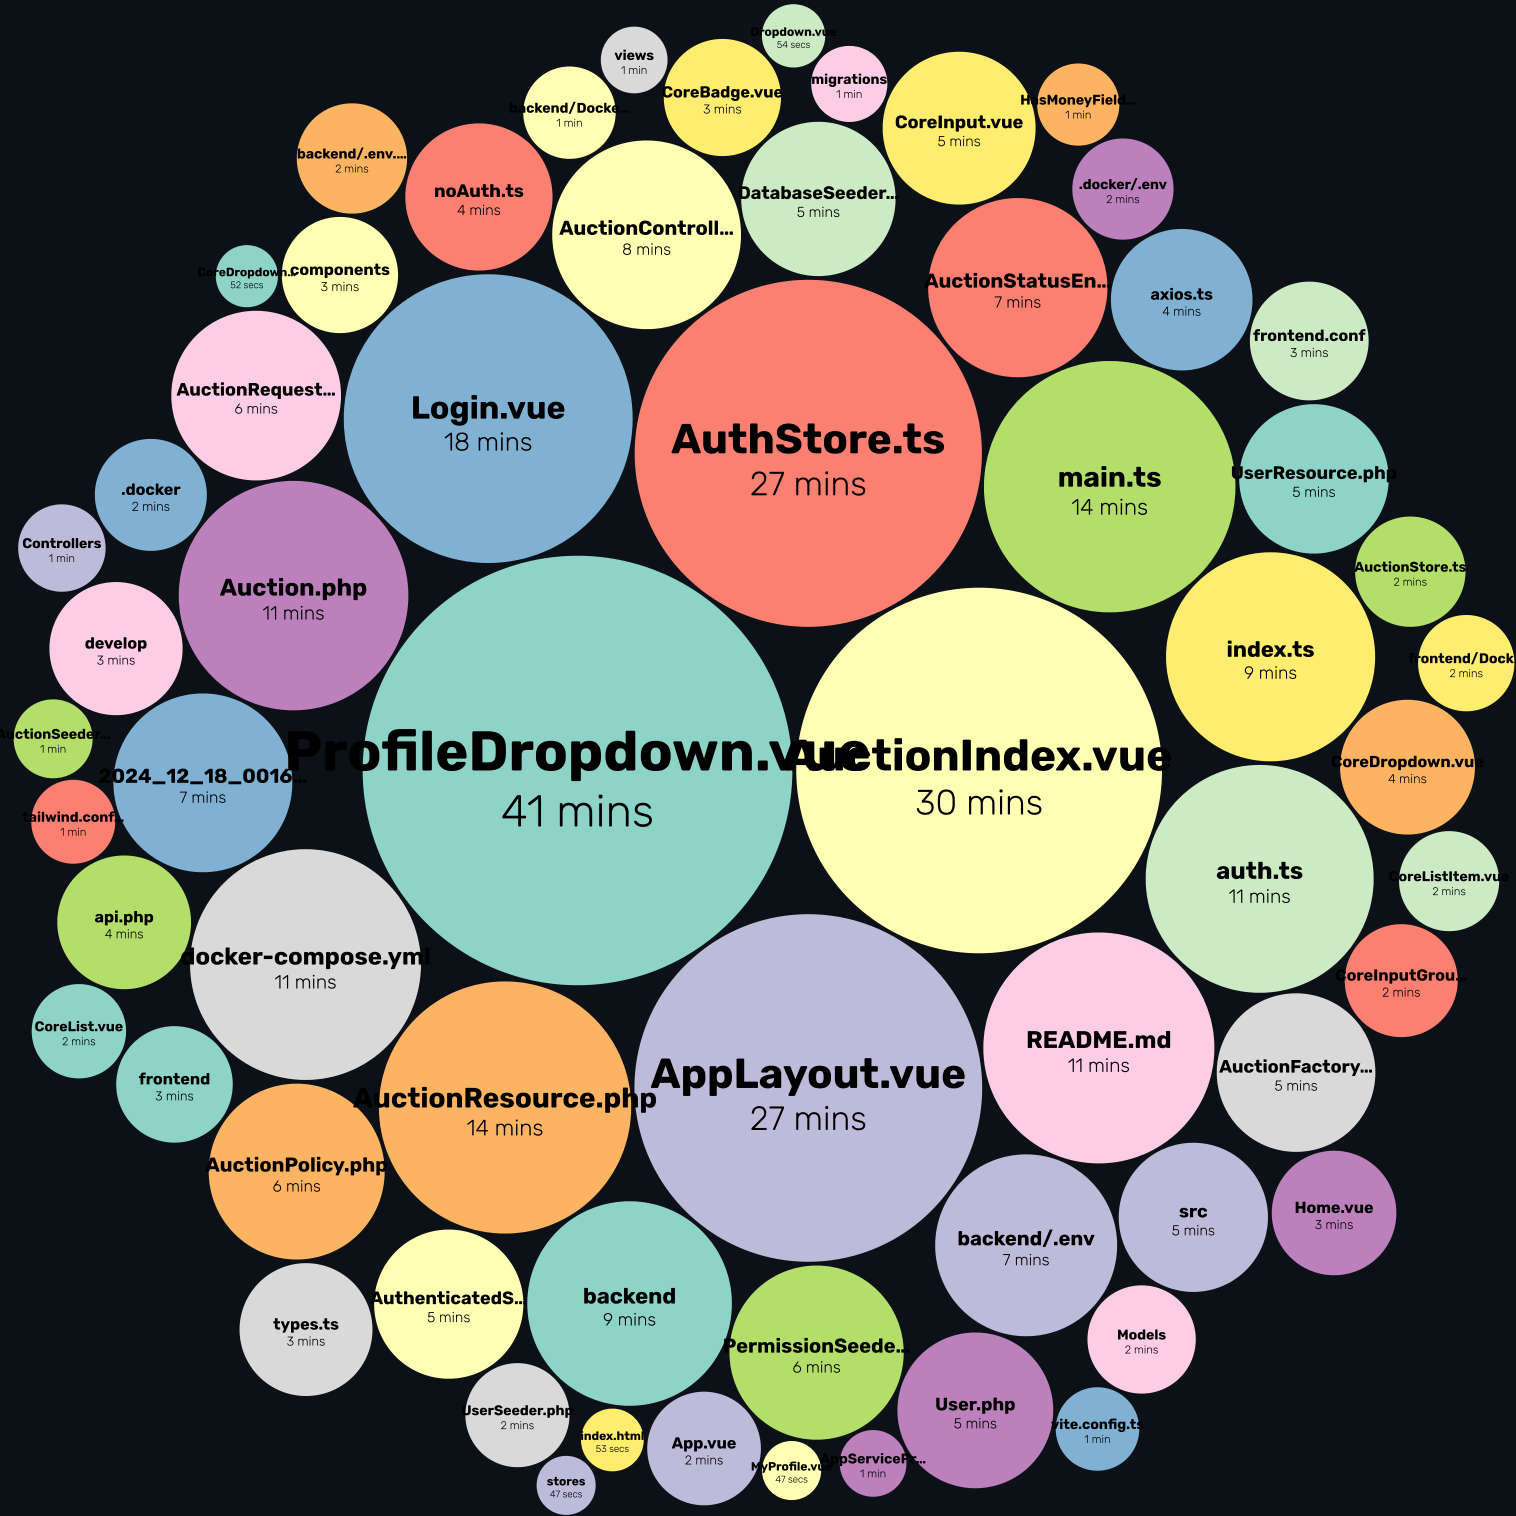 Dropdown.vue
54 secs
views
1 min
migrations
1 min
CoreBadge.vue
3 mins
backend/Docke...
1 min
HasMoneyField...
1 min
CoreInput.vue
5 mins
backend/.env....
2 mins
noAuth.ts
4 mins
.docker/.env
2 mins
DatabaseSeeder...
5 mins
AuctionControll...
8 mins
CoreDropdown...
52 secs
components
3 mins
AuctionStatusEn...
7 mins
axios.ts
4 mins
frontend.conf
3 mins
AuctionRequest...
6 mins
Login.vue
18 mins
AuthStore.ts
27 mins
main.ts
14 mins
UserResource.php
5 mins
.docker
2 mins
Controllers
1 min
Auction.php
11 mins
AuctionStore.ts
2 mins
develop
3 mins
index.ts
9 mins
frontend/Dock
2 mins
AuctionSeeder...
1 min
2024_12_18_0016...
7 mins
ProfileDropdown.vue
41 mins
AuctionIndex.vue
30 mins
CoreDropdown.vue
4 mins
tailwind.conf...
1 min
auth.ts
11 mins
CoreListItem.vue
2 mins
api.php
4 mins
docker-compose.yml
11 mins
CoreInputGrou...
2 mins
CoreList.vue
2 mins
frontend
3 mins
AuctionResource.php
14 mins
AppLayout.vue
27 mins
README.md
11 mins
AuctionFactory...
5 mins
AuctionPolicy.php
6 mins
backend/.env
7 mins
src
5 mins
Home.vue
3 mins
types.ts
3 mins
AuthenticatedS...
5 mins
backend
9 mins
PermissionSeede...
6 mins
Models
2 mins
UserSeeder.php
2 mins
index.html
53 secs
App.vue
2 mins
User.php
5 mins
vite.config.ts
1 min
stores
47 secs
MyProfile.vue
47 secs
AppServicePr...
1 min